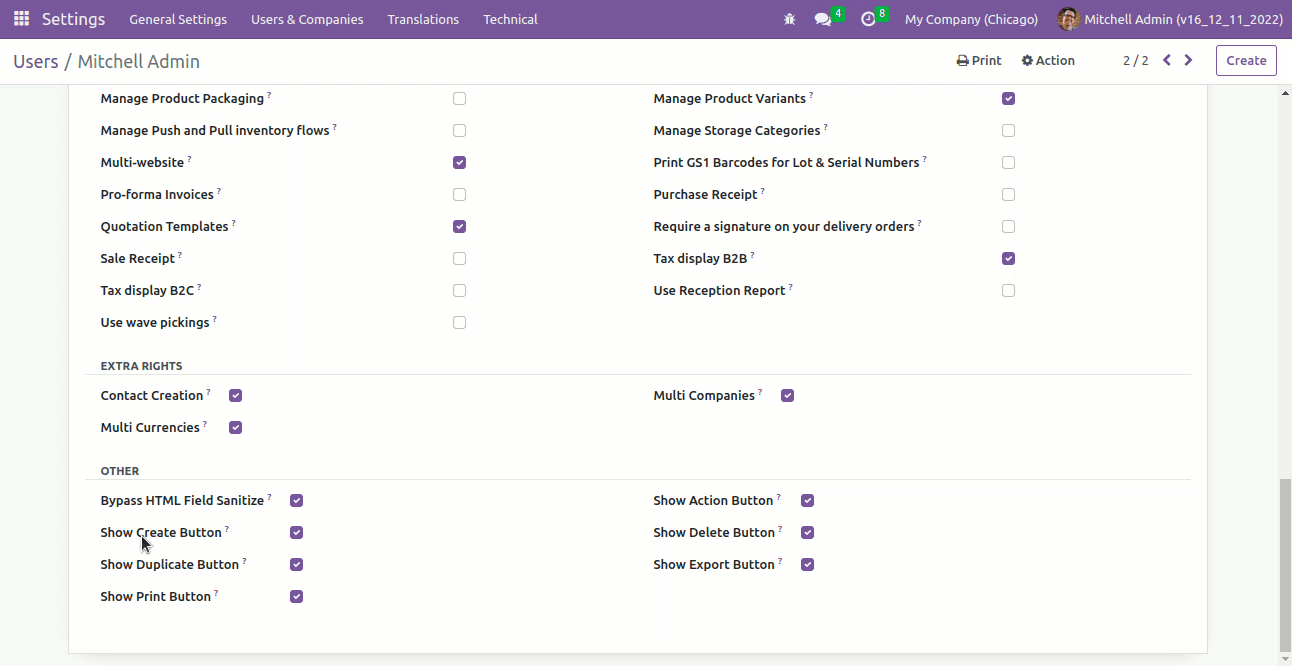 Settings General Settings Users & Companies Translations Technical 4 8 My Company (Chicago) Mitchell Admin (v16_12_11_2022)
Users / Mitchell Admin Print Action 2 / 2 Create
Manage Product Packaging ? Manage Product Variants ?
Manage Push and Pull inventory flows ? Manage Storage Categories ?
Multi-website ? Print GS1 Barcodes for Lot & Serial Numbers ?
Pro-forma Invoices ? Purchase Receipt ?
Quotation Templates ? Require a signature on your delivery orders ?
Sale Receipt ? Tax display B2B ?
Tax display B2C ? Use Reception Report ?
Use wave pickings ?
EXTRA RIGHTS
Contact Creation ? Multi Companies ?
Multi Currencies ?
OTHER
Bypass HTML Field Sanitize ? Show Action Button ?
Show Create Button ? Show Delete Button ?
Show Duplicate Button ? Show Export Button ?
Show Print Button ?